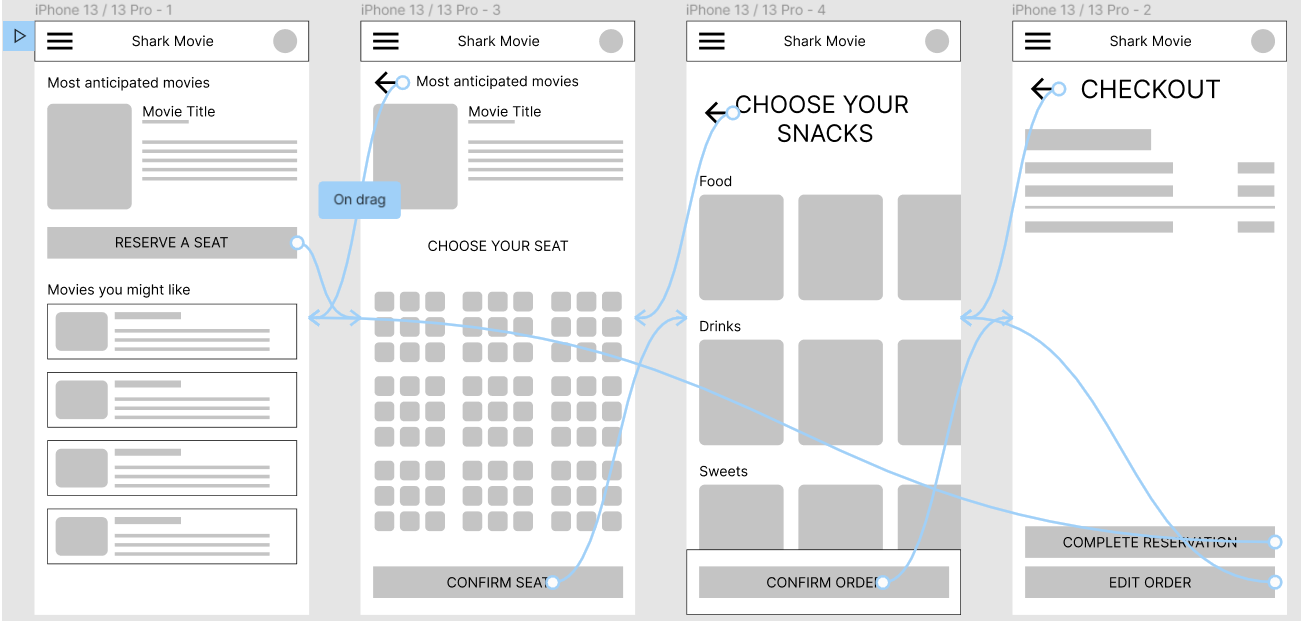 iPhone 13 / 13 Pro - 1
Shark Movie
Most anticipated movies
Movie Title
RESERVE A SEAT
Movies you might like
iPhone 13 / 13 Pro - 3
Shark Movie
Most anticipated movies
Movie Title
On drag
CHOOSE YOUR SEAT
CONFIRM SEAT
iPhone 13 / 13 Pro - 4
Shark Movie
CHOOSE YOUR
SNACKS
Food
Drinks
Sweets
CONFIRM ORDER
iPhone 13 / 13 Pro - 2
Shark Movie
CHECKOUT
COMPLETE RESERVATION
EDIT ORDER